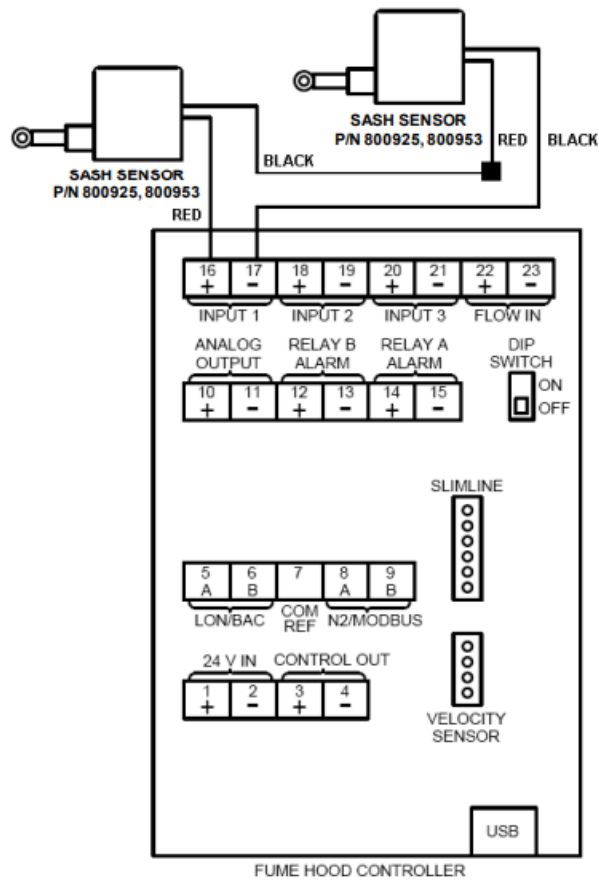 SASH SENSOR
P/N 800925, 800953
RED
BLACK
BLACK
SASH SENSOR
P/N 800925, 800953
RED
16 17 18 19 20 21 22 23
+ - + - + - + -
INPUT 1 INPUT 2 INPUT 3 FLOW IN
ANALOG OUTPUT
RELAY B ALARM
RELAY A ALARM
DIP SWITCH
10 11 12 13 14 15
+ - + - + -
ON
OFF
SLIMLINE
5 6 7 8 9
A B A B
LON/BAC
COM REF
N2/MODBUS
24 V IN CONTROL OUT
1 2 3 4
+ - + -
VELOCITY
SENSOR
USB
FUME HOOD CONTROLLER